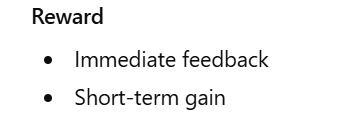 Reward
• Immediate feedback
• Short-term gain